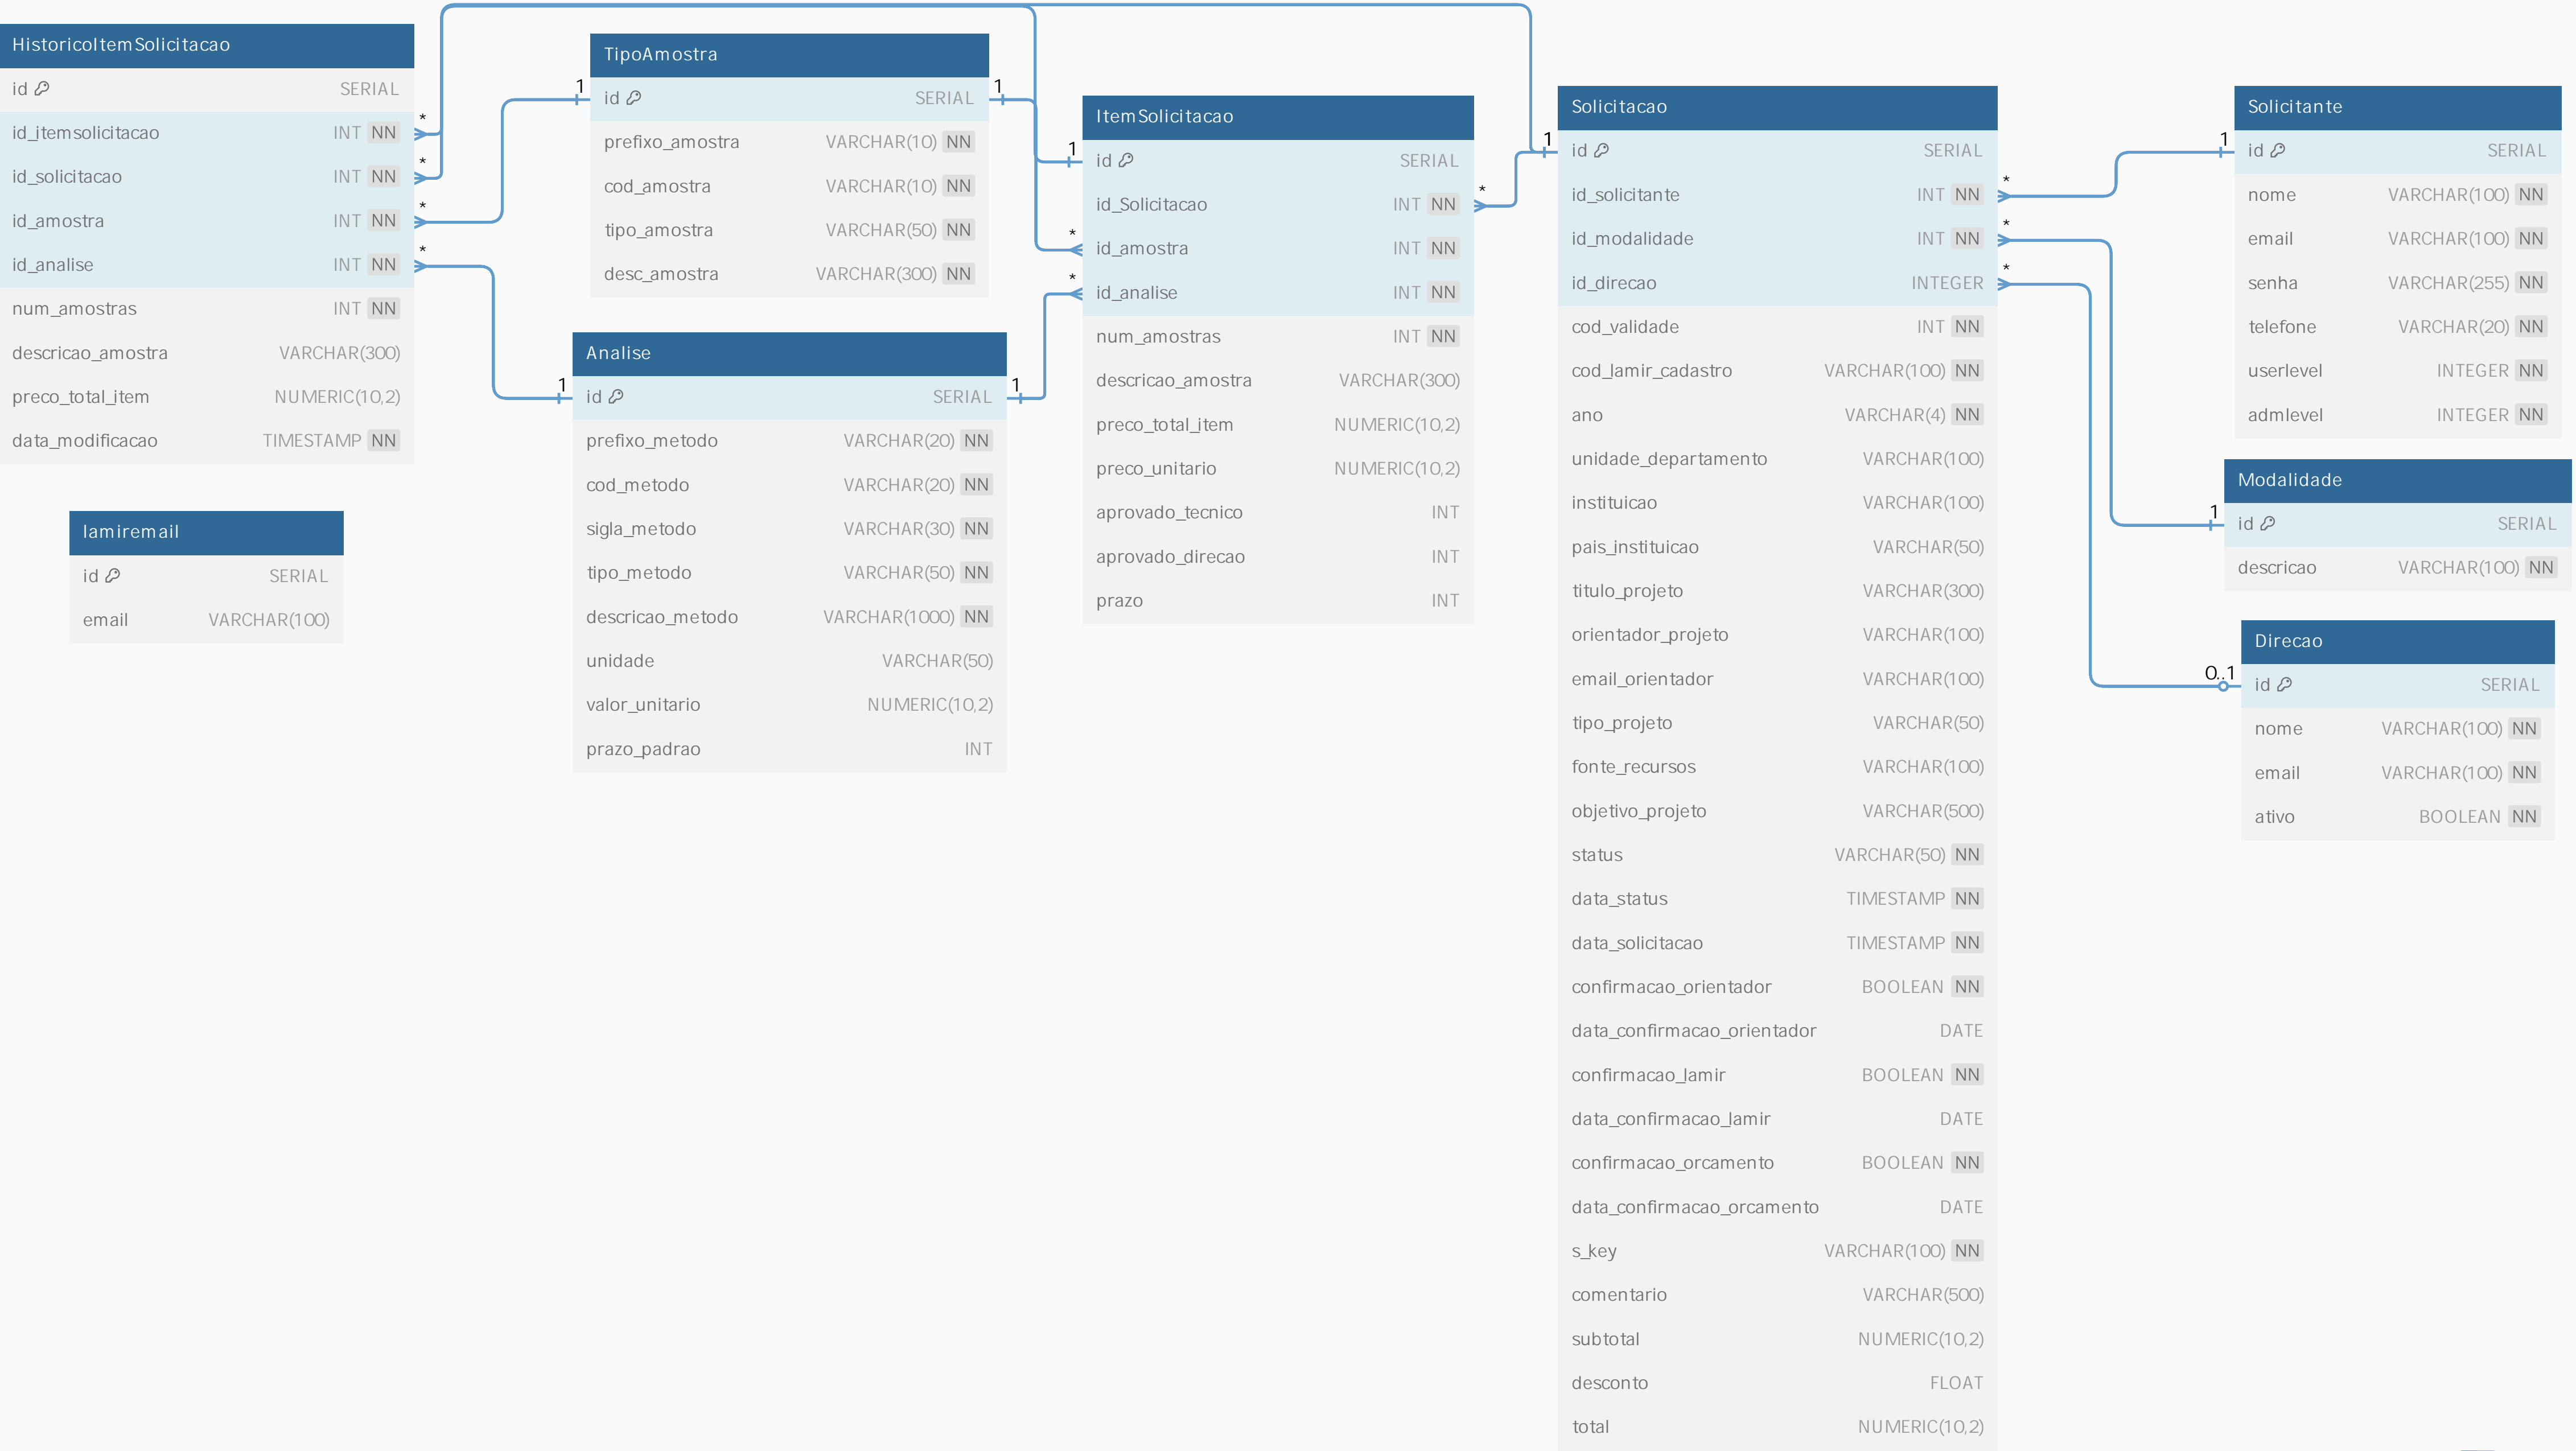 HistoricoItemSolicitacao
id SERIAL
id_itemsolicitacao INT NN
id_solicitacao INT NN
id_amostra INT NN
id_analise INT NN
num_amostras INT NN
descricao_amostra VARCHAR(300)
preco_total_item NUMERIC(10,2)
data_modificacao TIMESTAMP NN
*
*
*
*
lamiremail
id SERIAL
email VARCHAR(100)
TipoAmostra
1 id SERIAL 1
prefixo_amostra VARCHAR(10) NN
cod_amostra VARCHAR(10) NN
tipo_amostra VARCHAR(50) NN
desc_amostra VARCHAR(300) NN
Analise
1 id SERIAL 1
prefixo_metodo VARCHAR(20) NN
cod_metodo VARCHAR(20) NN
sigla_metodo VARCHAR(30) NN
tipo_metodo VARCHAR(50) NN
descricao_metodo VARCHAR(1000) NN
unidade VARCHAR(50)
valor_unitario NUMERIC(10,2)
prazo_padrao INT
ItemSolicitacao
1 id SERIAL
id_Solicitacao INT NN *
* id_amostra INT NN
* id_analise INT NN
num_amostras INT NN
descricao_amostra VARCHAR(300)
preco_total_item NUMERIC(10,2)
preco_unitario NUMERIC(10,2)
aprovado_tecnico INT
aprovado_direcao INT
prazo INT
Solicitacao
1 id SERIAL
id_solicitante INT NN *
id_modalidade INT NN *
id_direcao INTEGER *
cod_validade INT NN
cod_lamir_cadastro VARCHAR(100) NN
ano VARCHAR(4) NN
unidade_departamento VARCHAR(100)
instituicao VARCHAR(100)
pais_instituicao VARCHAR(50)
titulo_projeto VARCHAR(300)
orientador_projeto VARCHAR(100)
email_orientador VARCHAR(100)
tipo_projeto VARCHAR(50)
fonte_recursos VARCHAR(100)
objetivo_projeto VARCHAR(500)
status VARCHAR(50) NN
data_status TIMESTAMP NN
data_solicitacao TIMESTAMP NN
confirmacao_orientador BOOLEAN NN
data_confirmacao_orientador DATE
confirmacao_lamir BOOLEAN NN
data_confirmacao_lamir DATE
confirmacao_orcamento BOOLEAN NN
data_confirmacao_orcamento DATE
s_key VARCHAR(100) NN
comentario VARCHAR(500)
subtotal NUMERIC(10,2)
desconto FLOAT
total NUMERIC(10,2)
Solicitante
1 id SERIAL
nome VARCHAR(100) NN
email VARCHAR(100) NN
senha VARCHAR(255) NN
telefone VARCHAR(20) NN
userlevel INTEGER NN
admlevel INTEGER NN
Modalidade
1 id SERIAL
descricao VARCHAR(100) NN
Direcao
0..1 id SERIAL
nome VARCHAR(100) NN
email VARCHAR(100) NN
ativo BOOLEAN NN